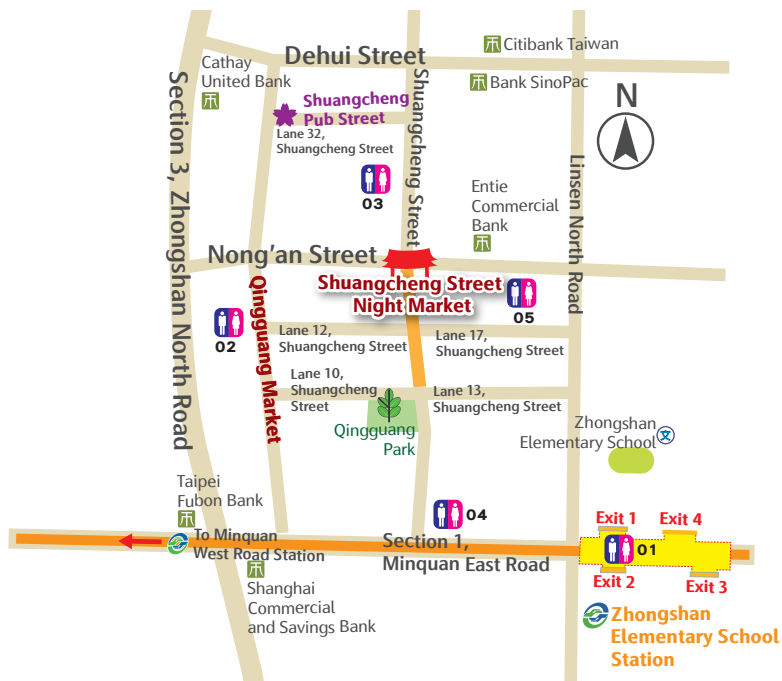 Dehui Street
Citibank Taiwan
Cathay
United Bank
Bank SinoPac
Section 3, Zhongshan North Road
Shuangcheng Street
Shuangcheng
Pub Street
N
Lane 32,
Shuangcheng Street
Linsen North Road
03
Entie
Commercial
Bank
Nong'an Street
Shuangcheng Street
Night Market
Qingguang Market
05
02
Lane 12,
Shuangcheng Street
Lane 17,
Shuangcheng Street
Lane 10,
Shuangcheng
Street
Lane 13,
Shuangcheng Street
Qingguang
Park
Zhongshan
Elementary School
文
Taipei
Fubon Bank
04
Exit 1
Exit 4
To Minquan
West Road Station
Section 1,
Minquan East Road
01
Exit 2
Exit 3
Shanghai
Commercial
and Savings Bank
Zhongshan
Elementary School
Station